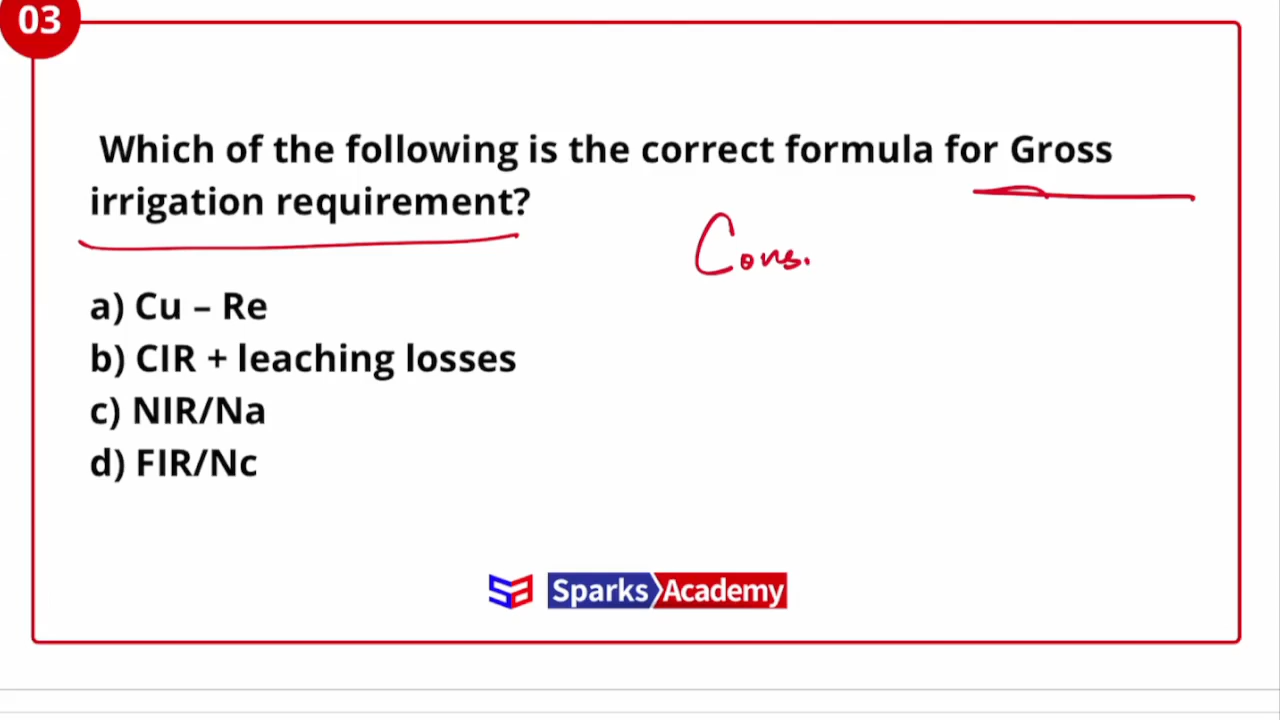 03
Which of the following is the correct formula for Gross
irrigation requirement?
Cons.
a) Cu – Re
b) CIR + leaching losses
c) NIR/Na
d) FIR/Nc
Sparks Academy